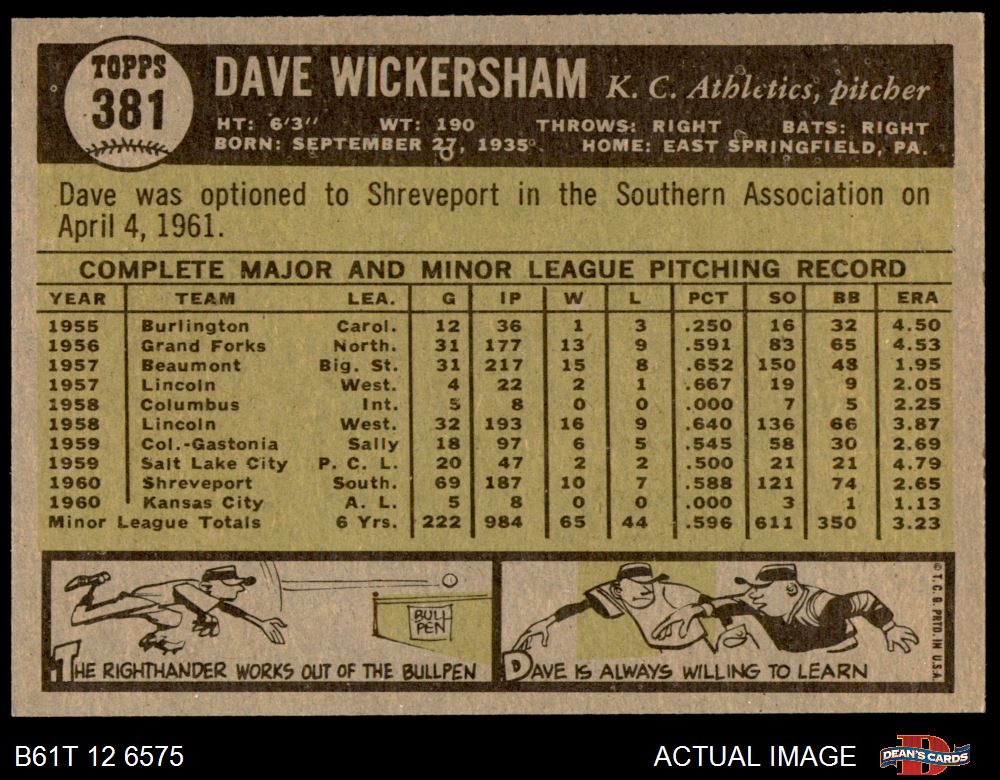 TOPPS
381
DAVE WICKERSHAM K. C. Athletics, pitcher
HT: 6'3" WT: 190 THROWS: RIGHT BATS: RIGHT
BORN: SEPTEMBER 27, 1935 HOME: EAST SPRINGFIELD, PA.
Dave was optioned to Shreveport in the Southern Association on
April 4, 1961.
COMPLETE MAJOR AND MINOR LEAGUE PITCHING RECORD
YEAR TEAM LEA. G IP W L PCT SO BB ERA
1955 Burlington Carol. 12 36 1 3 .250 16 32 4.50
1956 Grand Forks North. 31 177 13 9 .591 83 65 4.53
1957 Beaumont Big. St. 31 217 15 8 .652 150 48 1.95
1957 Lincoln West. 4 22 2 1 .667 19 9 2.05
1958 Columbus Int. 5 8 0 0 .000 7 5 2.25
1958 Lincoln West. 32 193 16 9 .640 136 66 3.87
1959 Col.-Gastonia Sally 18 97 6 5 .545 58 30 2.69
1959 Salt Lake City P. C. L. 20 47 2 2 .500 21 21 4.79
1960 Shreveport South. 69 187 10 7 .588 121 74 2.65
1960 Kansas City A. L. 5 8 0 0 .000 3 1 1.13
Minor League Totals 6 Yrs. 222 984 65 44 .596 611 350 3.23
BULL
PEN
THE RIGHTHANDER WORKS OUT OF THE BULLPEN
DAVE IS ALWAYS WILLING TO LEARN
© T. C. G. PRTD. IN U.S.A.
B61T 12 6575
ACTUAL IMAGE
DEAN'S CARDS